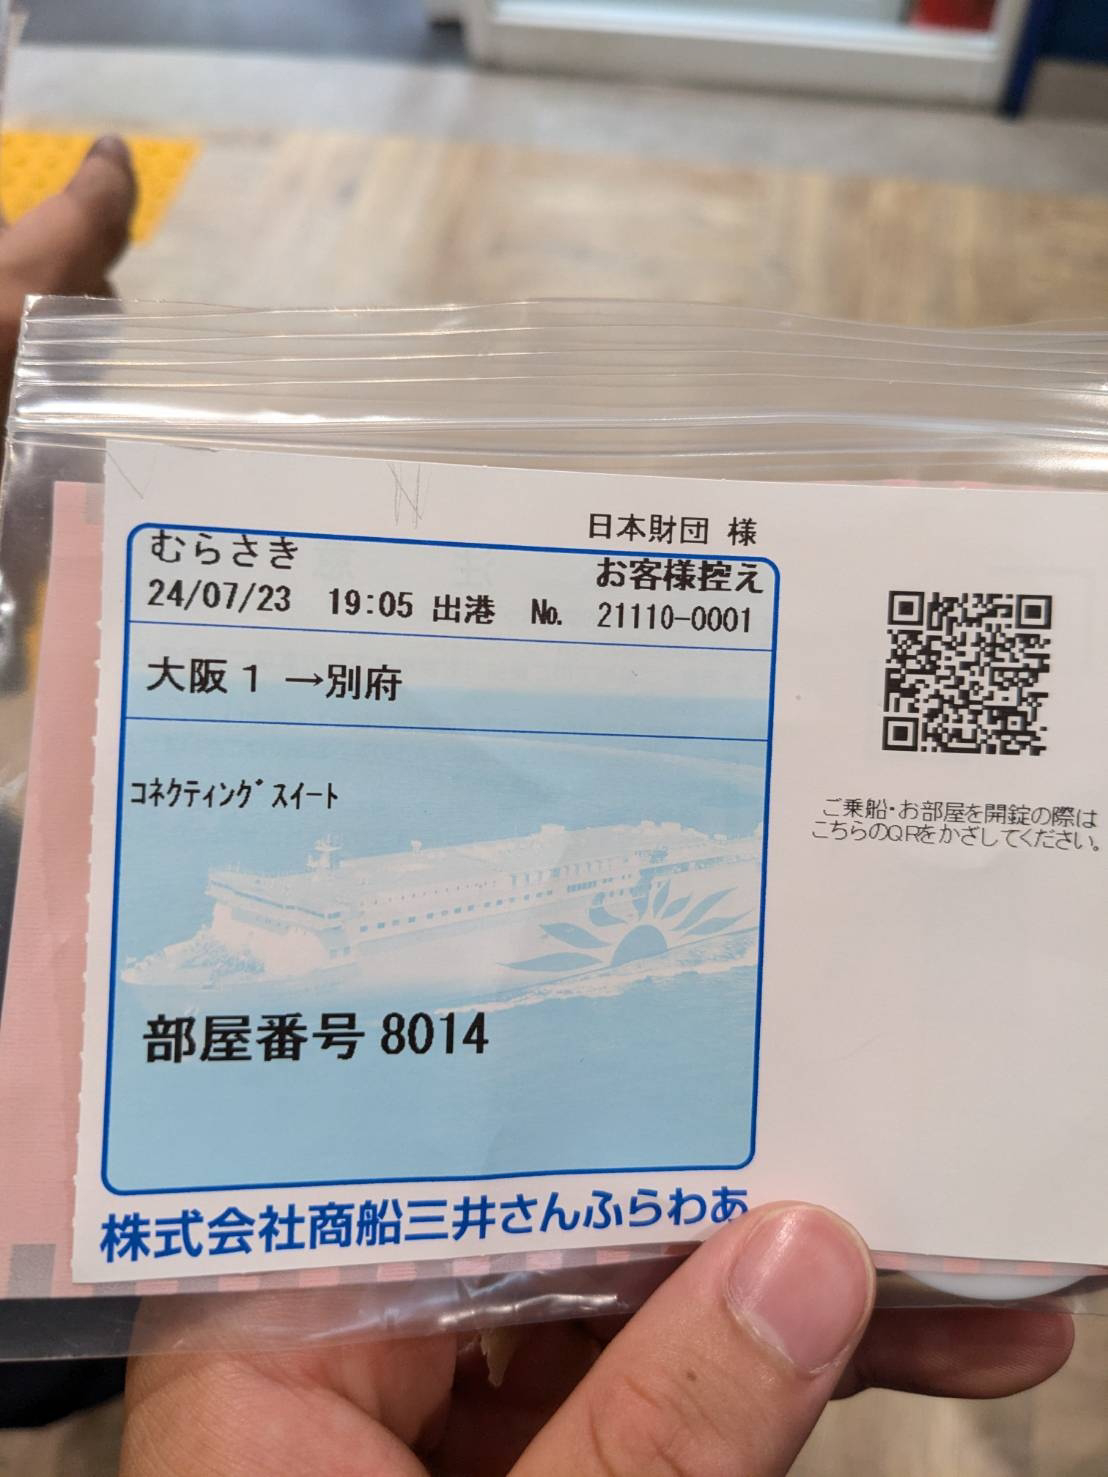 日本財団 様
むらさき
お客様控え
24/07/23 19:05 出港 No. 21110-0001
大阪1 →別府
コネクティングスイート
部屋番号 8014
株式会社商船三井さんふらわあ
ご乗船・お部屋を開錠の際は
こちらのQRをかざしてください。